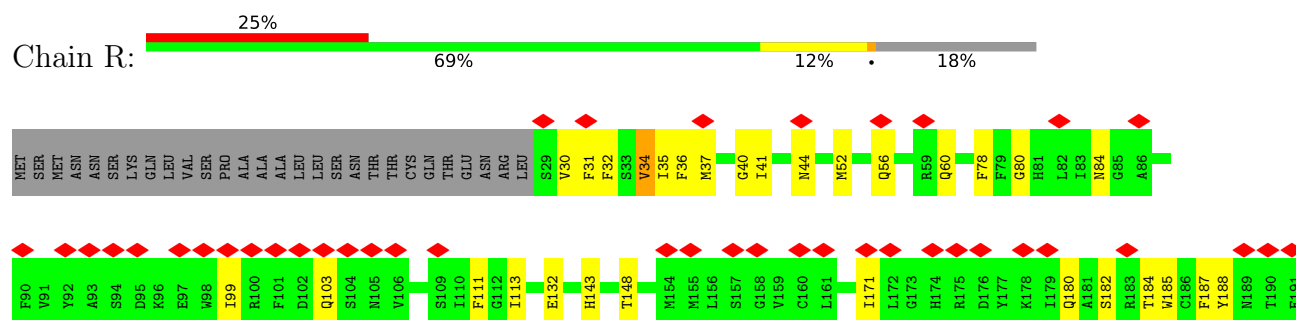 25%
Chain R:
69% 12% • 18%
MET SER MET ASN ASN SER LYS GLN LEU VAL SER PRO ALA ALA ALA LEU LEU SER ASN THR THR CYS GLN THR GLU ASN ARG LEU S29 V30 F31 F32 S33 V34 I35 F36 M37 G40 I41 N44 M52 Q56 R59 Q60 F78 F79 G80 H81 L82 I83 N84 G85 A86
F90 V91 Y92 A93 S94 D95 K96 E97 W98 I99 R100 F101 D102 Q103 S104 N105 V106 S109 I110 F111 G112 I113 E132 H143 T148 M154 M155 L156 S157 G158 V159 C160 L161 I171 L172 G173 H174 R175 D176 Y177 K178 I179 Q180 A181 S182 R183 T184 W185 C186 F187 Y188 N189 T190 E191